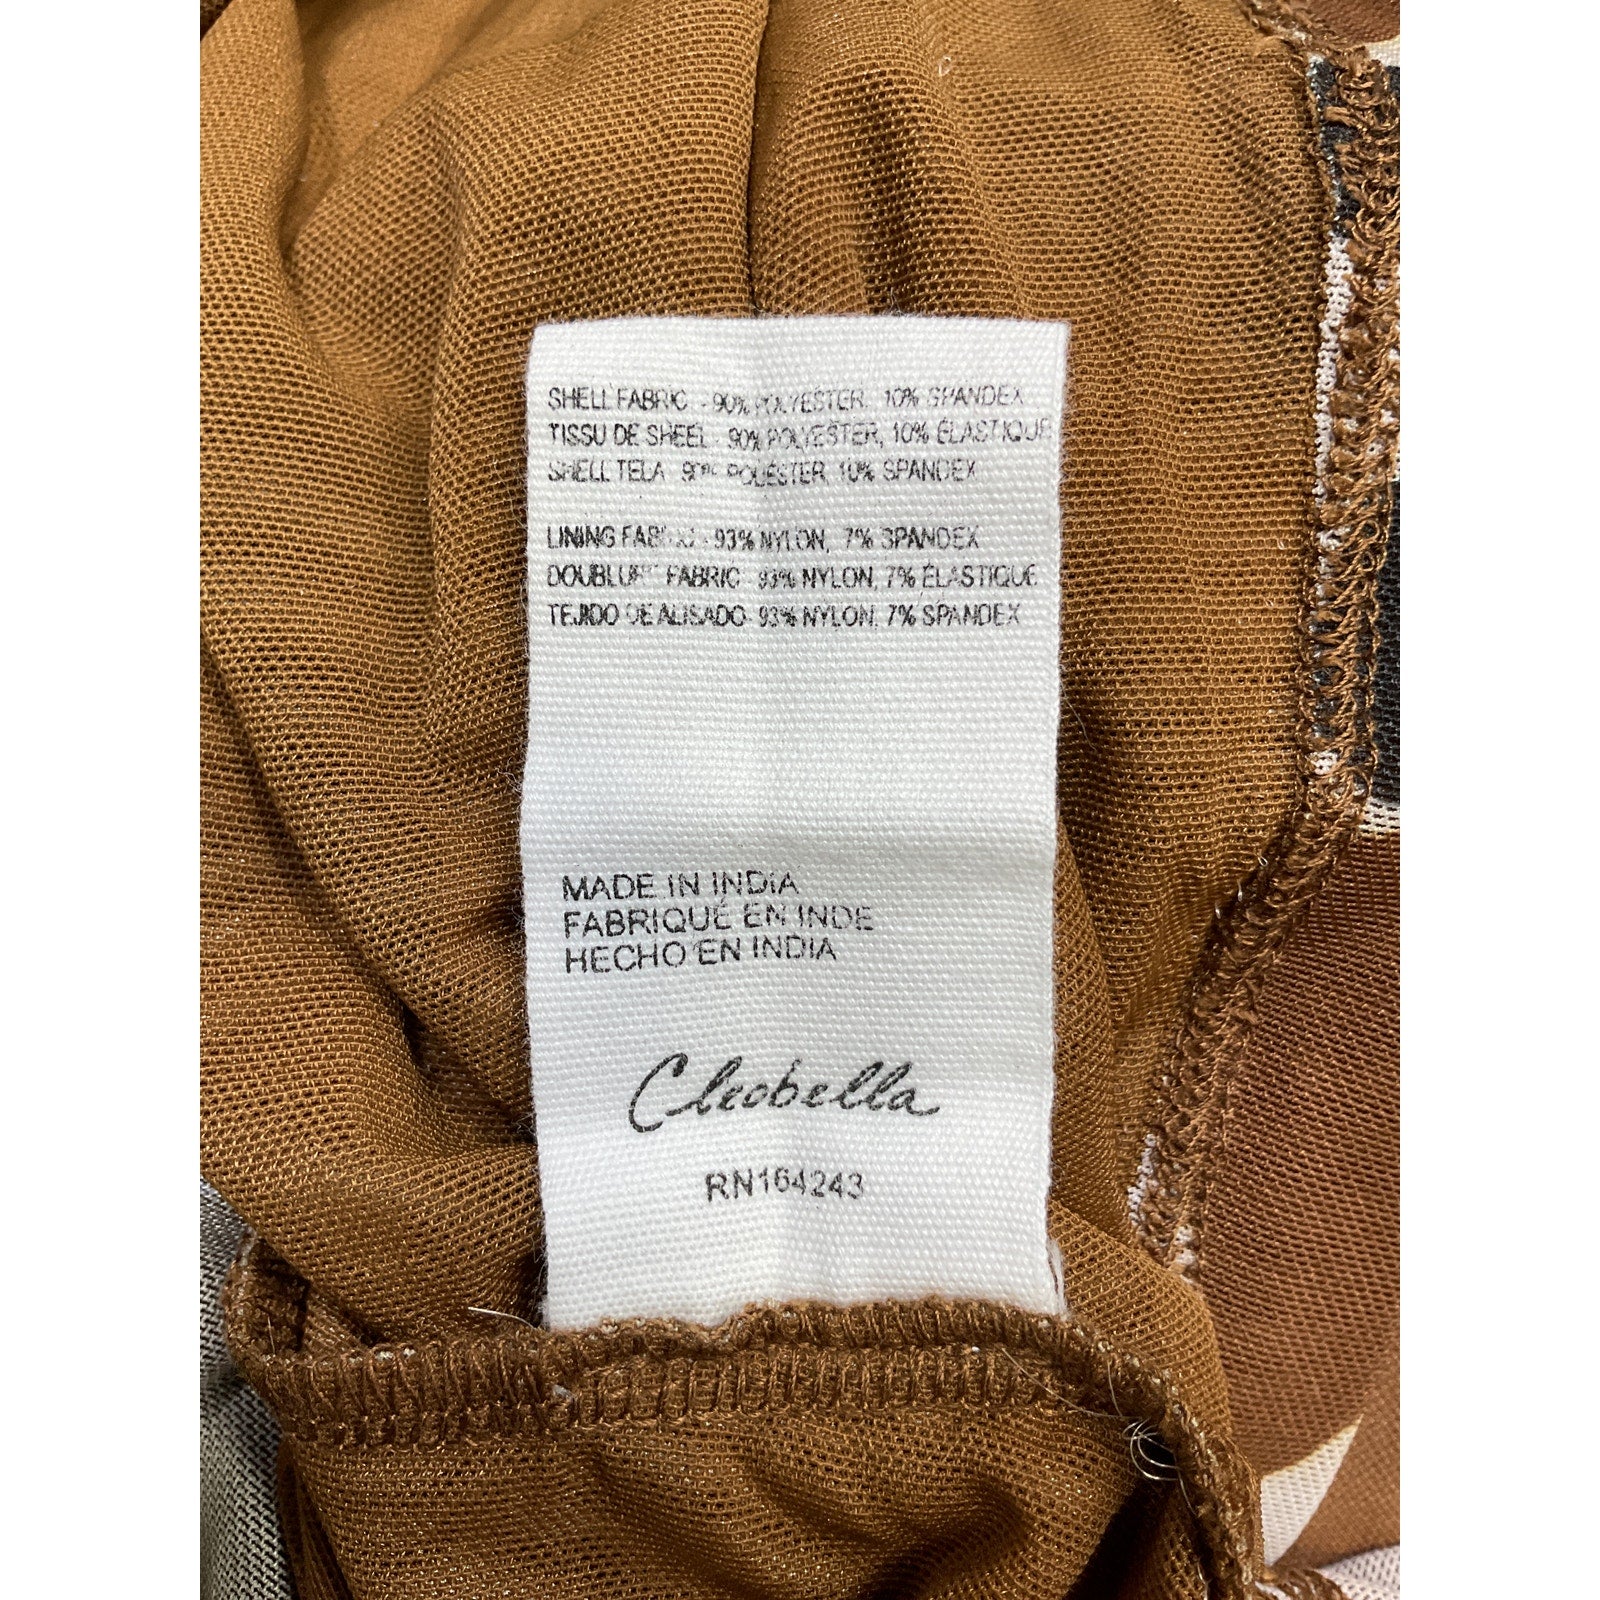 SHELL FABRIC - 90% POLYESTER, 10% SPANDEX
TISSU DE SHEEL - 90% POLYESTER, 10% ÉLASTIQUE
SHELL TELA 90% POLÉSTER, 10% SPANDEX
LINING FABRIC - 93% NYLON, 7% SPANDEX
DOUBLURE FABRIC - 93% NYLON, 7% ÉLASTIQUE
TEJIDO DE ALISADO- 93% NYLON, 7% SPANDEX
MADE IN INDIA
FABRIQUÉ EN INDE
HECHO EN INDIA
Cleobella
RN164243